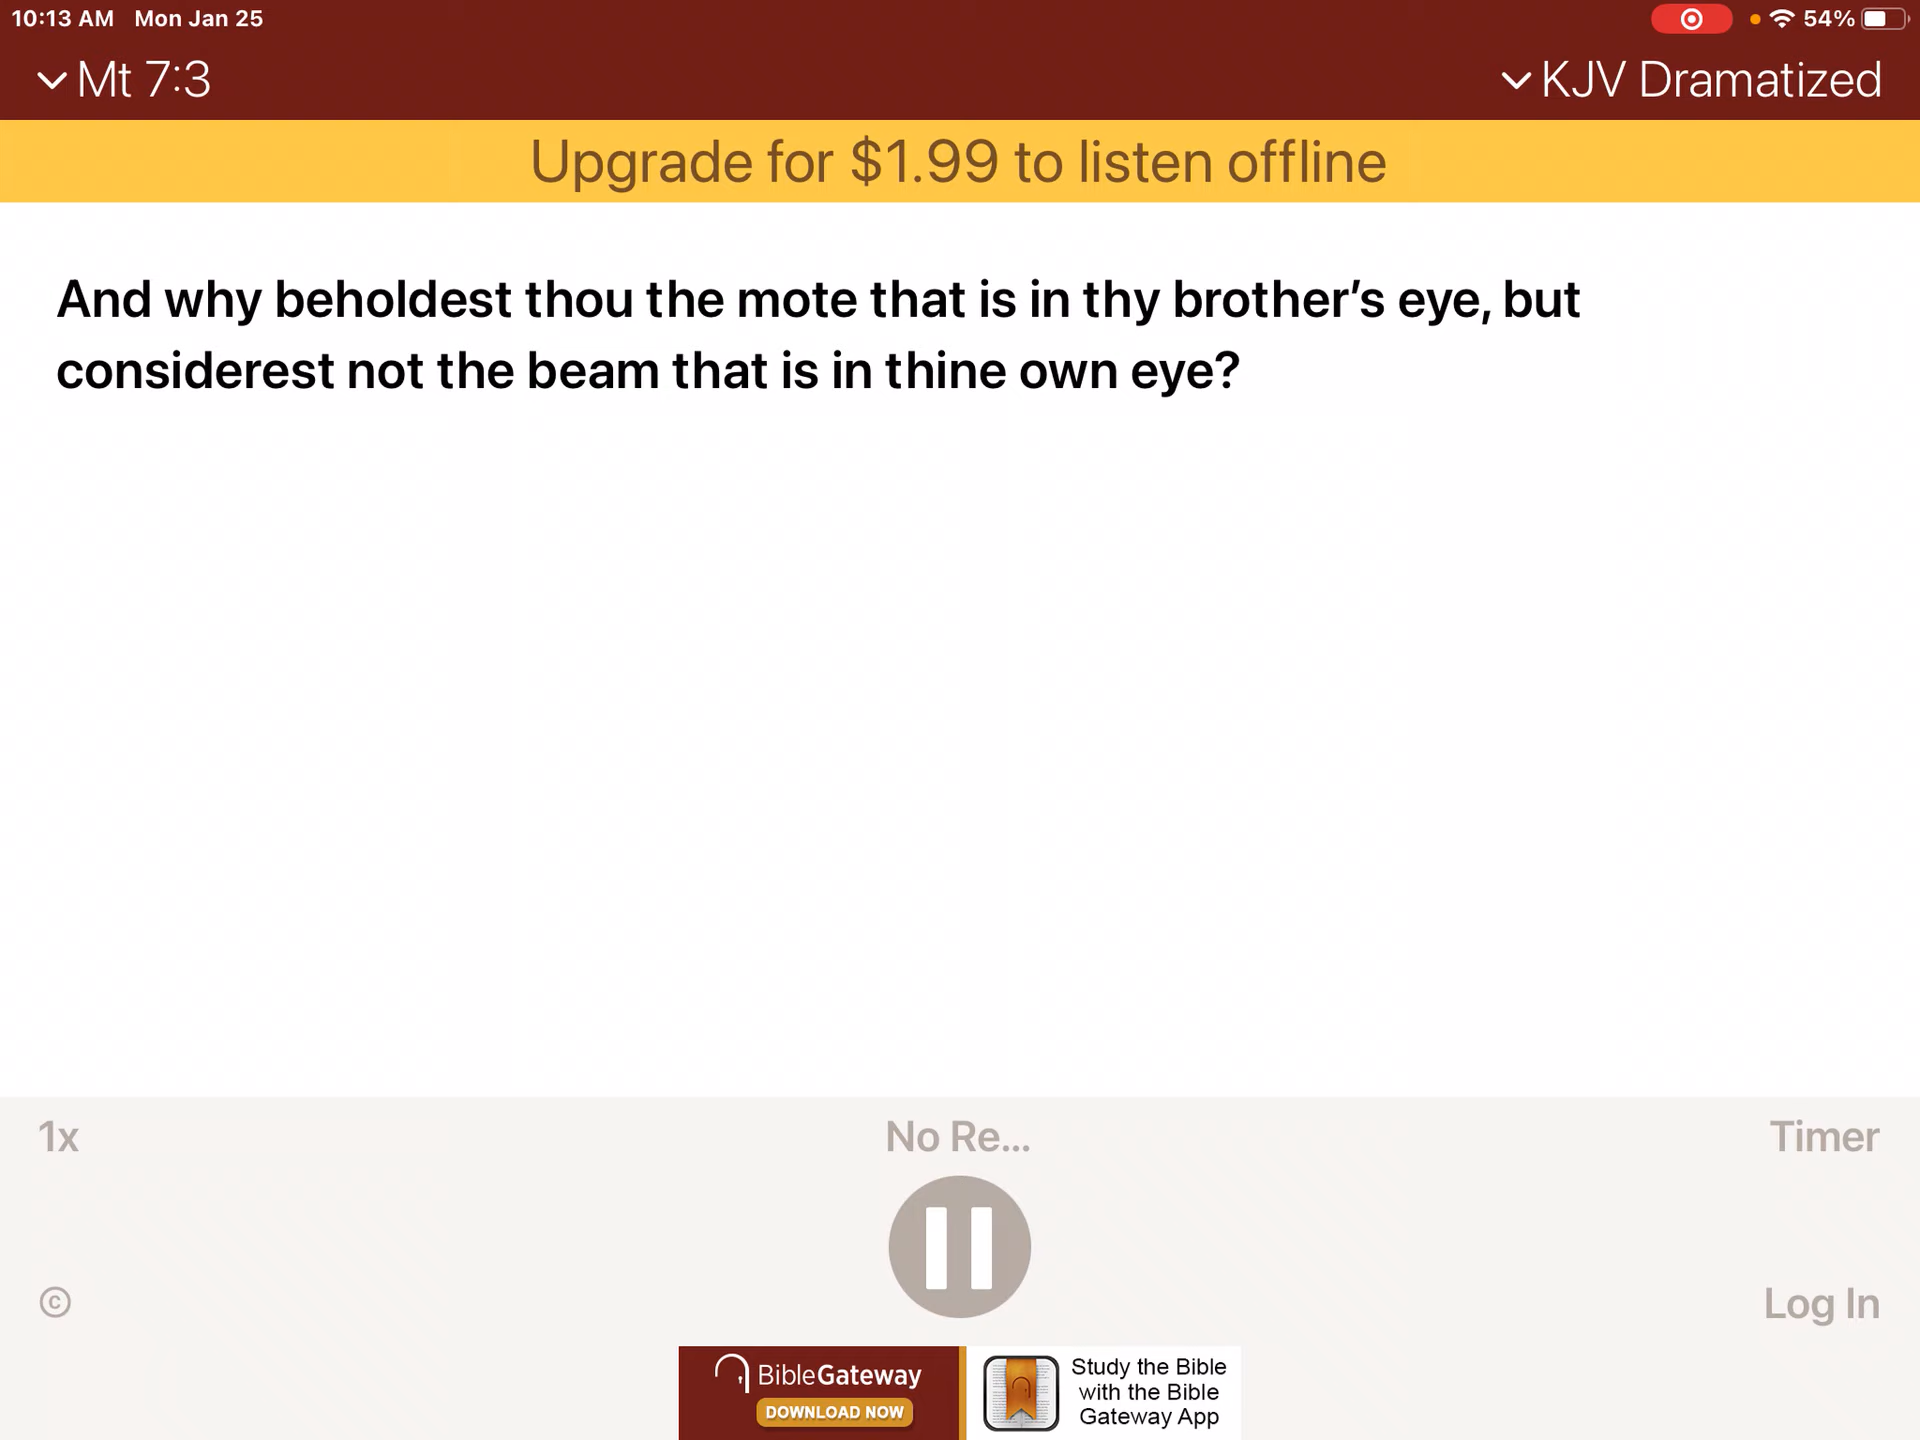 10:13 AM Mon Jan 25
54%
Mt 7:3
KJV Dramatized
Upgrade for $1.99 to listen offline
And why beholdest thou the mote that is in thy brother’s eye, but
considerest not the beam that is in thine own eye?
1x
No Re...
Timer
©
Log In
BibleGateway
DOWNLOAD NOW
Study the Bible
with the Bible
Gateway App